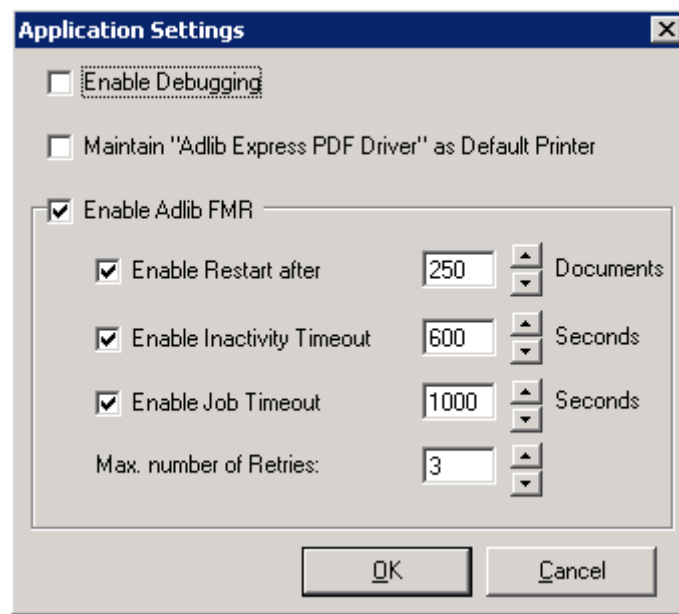 Application Settings
Enable Debugging
Maintain "Adlib Express PDF Driver" as Default Printer
Enable Adlib FMR
Enable Restart after 250 Documents
Enable Inactivity Timeout 600 Seconds
Enable Job Timeout 1000 Seconds
Max. number of Retries: 3
OK Cancel